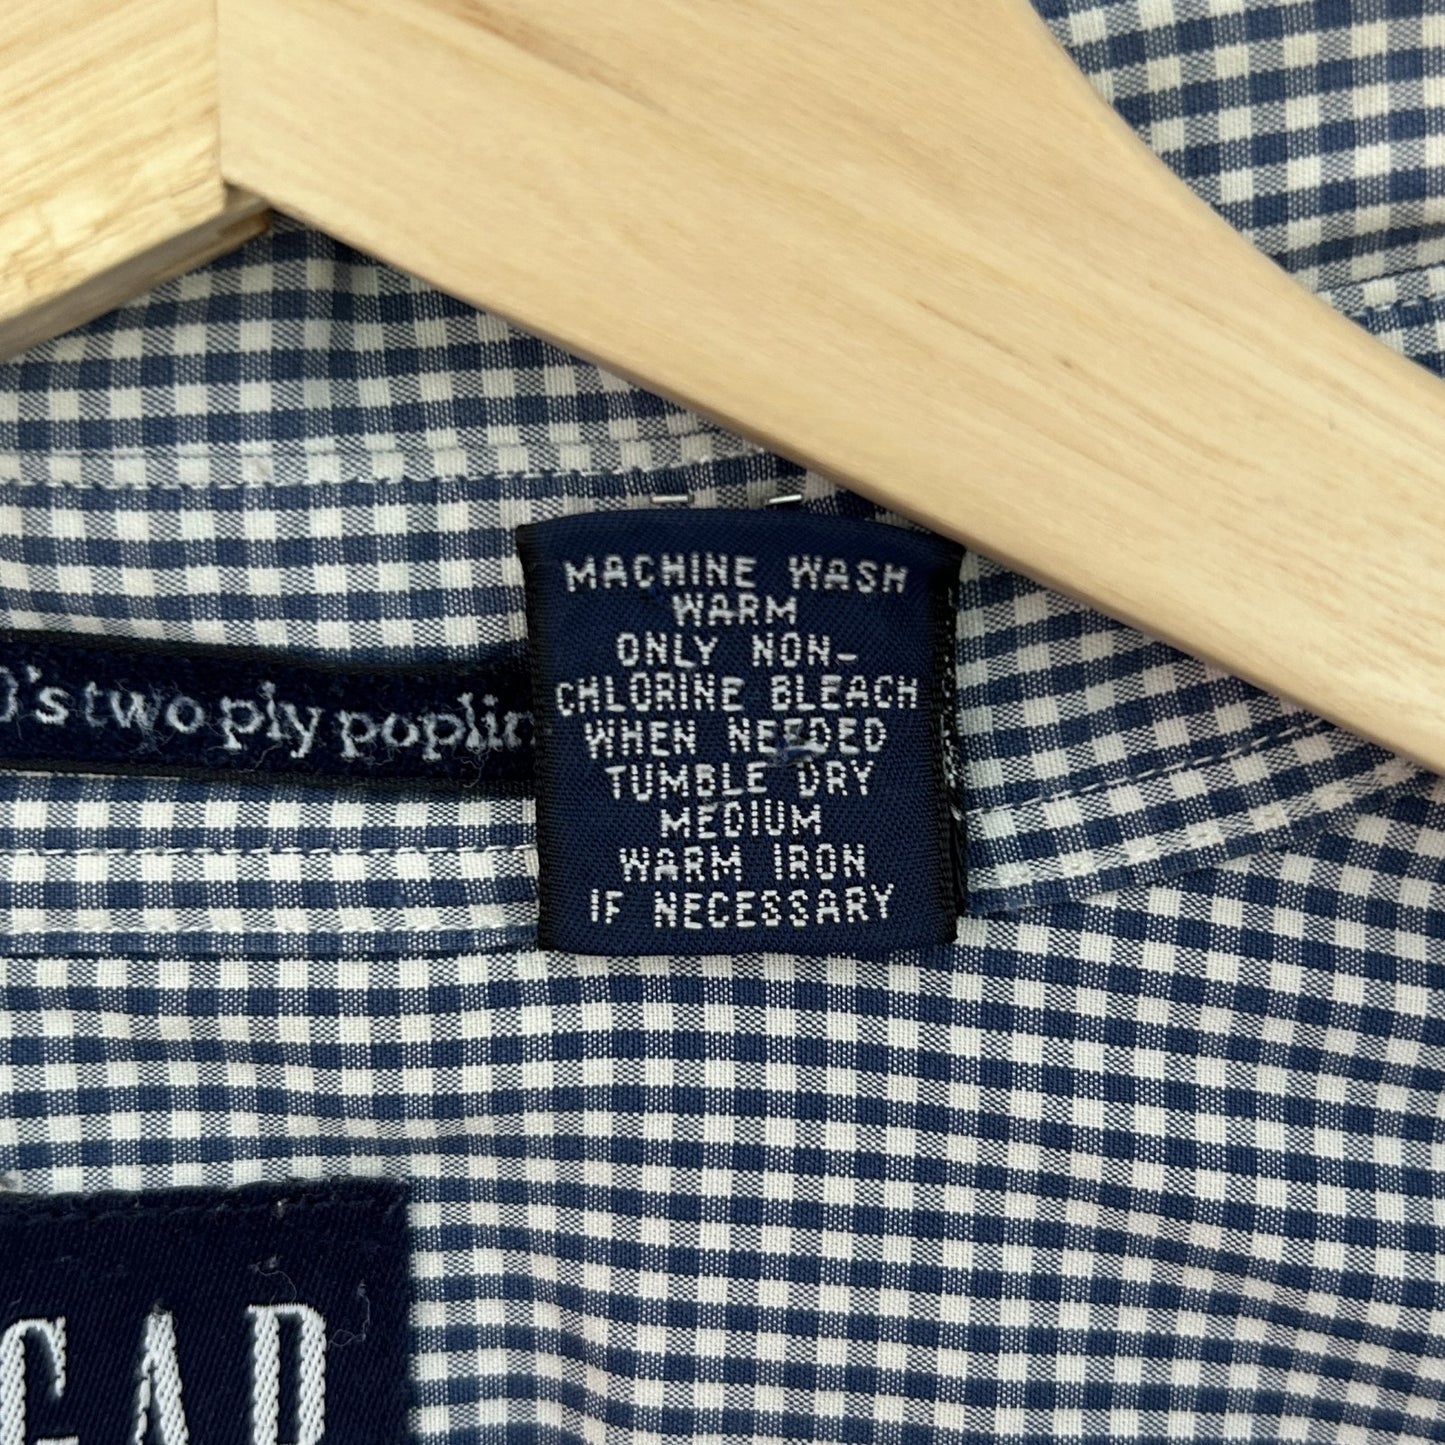 MACHINE WASH
WARM
ONLY NON-
CHLORINE BLEACH
WHEN NEEDED
TUMBLE DRY
MEDIUM
WARM IRON
IF NECESSARY
0's two ply poplin
GAP